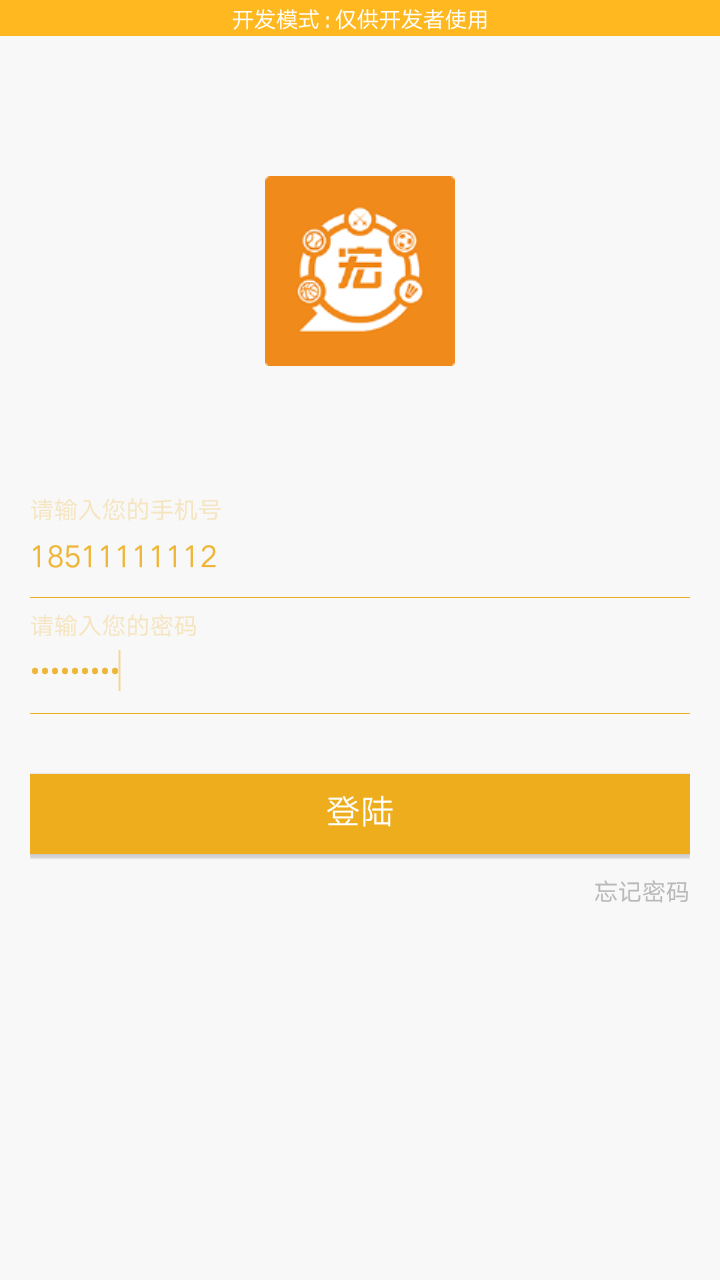 开发模式 : 仅供开发者使用
宏
请输入您的手机号
18511111112
请输入您的密码
•••••••••
登陆
忘记密码